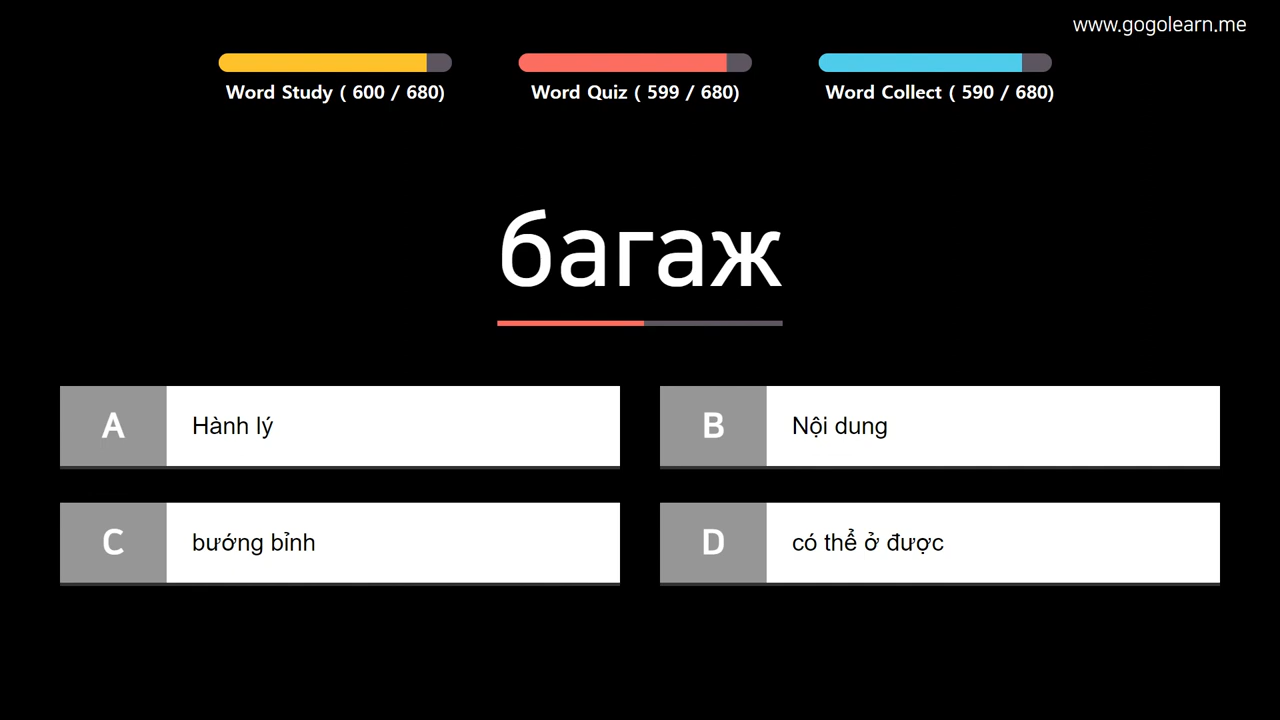 www.gogolearn.me
Word Study ( 600 / 680)
Word Quiz ( 599 / 680)
Word Collect ( 590 / 680)
багаж
A Hành lý
B Nội dung
C bướng bỉnh
D có thể ở được